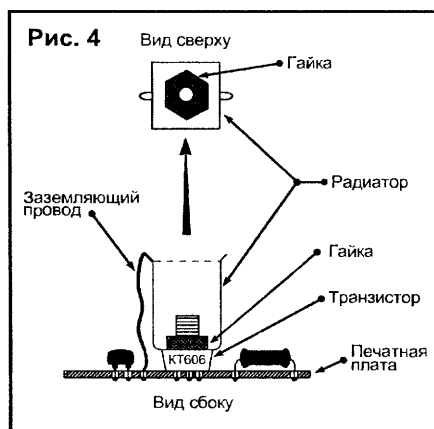 Рис. 4
Вид сверху
Гайка
Радиатор
Заземляющий
провод
Гайка
Транзистор
КТ606
Печатная
плата
Вид сбоку